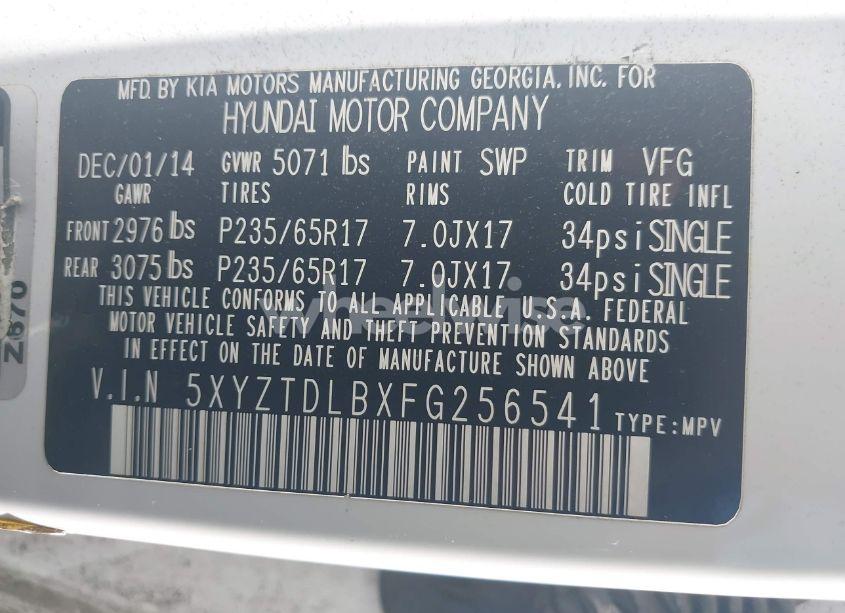 MFD. BY KIA MOTORS MANUFACTURING GEORGIA, INC. FOR
HYUNDAI MOTOR COMPANY
DEC/01/14 GVWR 5071 lbs PAINT SWP TRIM VFG
GAWR TIRES RIMS COLD TIRE INFL
FRONT 2976 lbs P235/65R17 7.0JX17 34psi SINGLE
REAR 3075 lbs P235/65R17 7.0JX17 34psi SINGLE
THIS VEHICLE CONFORMS TO ALL APPLICABLE U.S.A. FEDERAL
MOTOR VEHICLE SAFETY AND THEFT PREVENTION STANDARDS
IN EFFECT ON THE DATE OF MANUFACTURE SHOWN ABOVE
V.I.N 5XYZTDLBXFG256541 TYPE:MPV
Z670